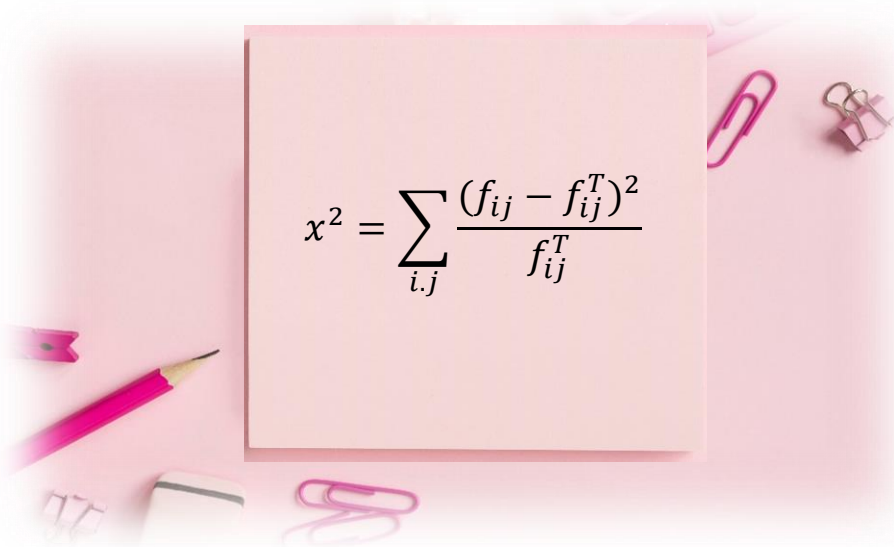 x² = ∑_{i.j} (f_{ij} − f_{ij}^T)² / f_{ij}^T